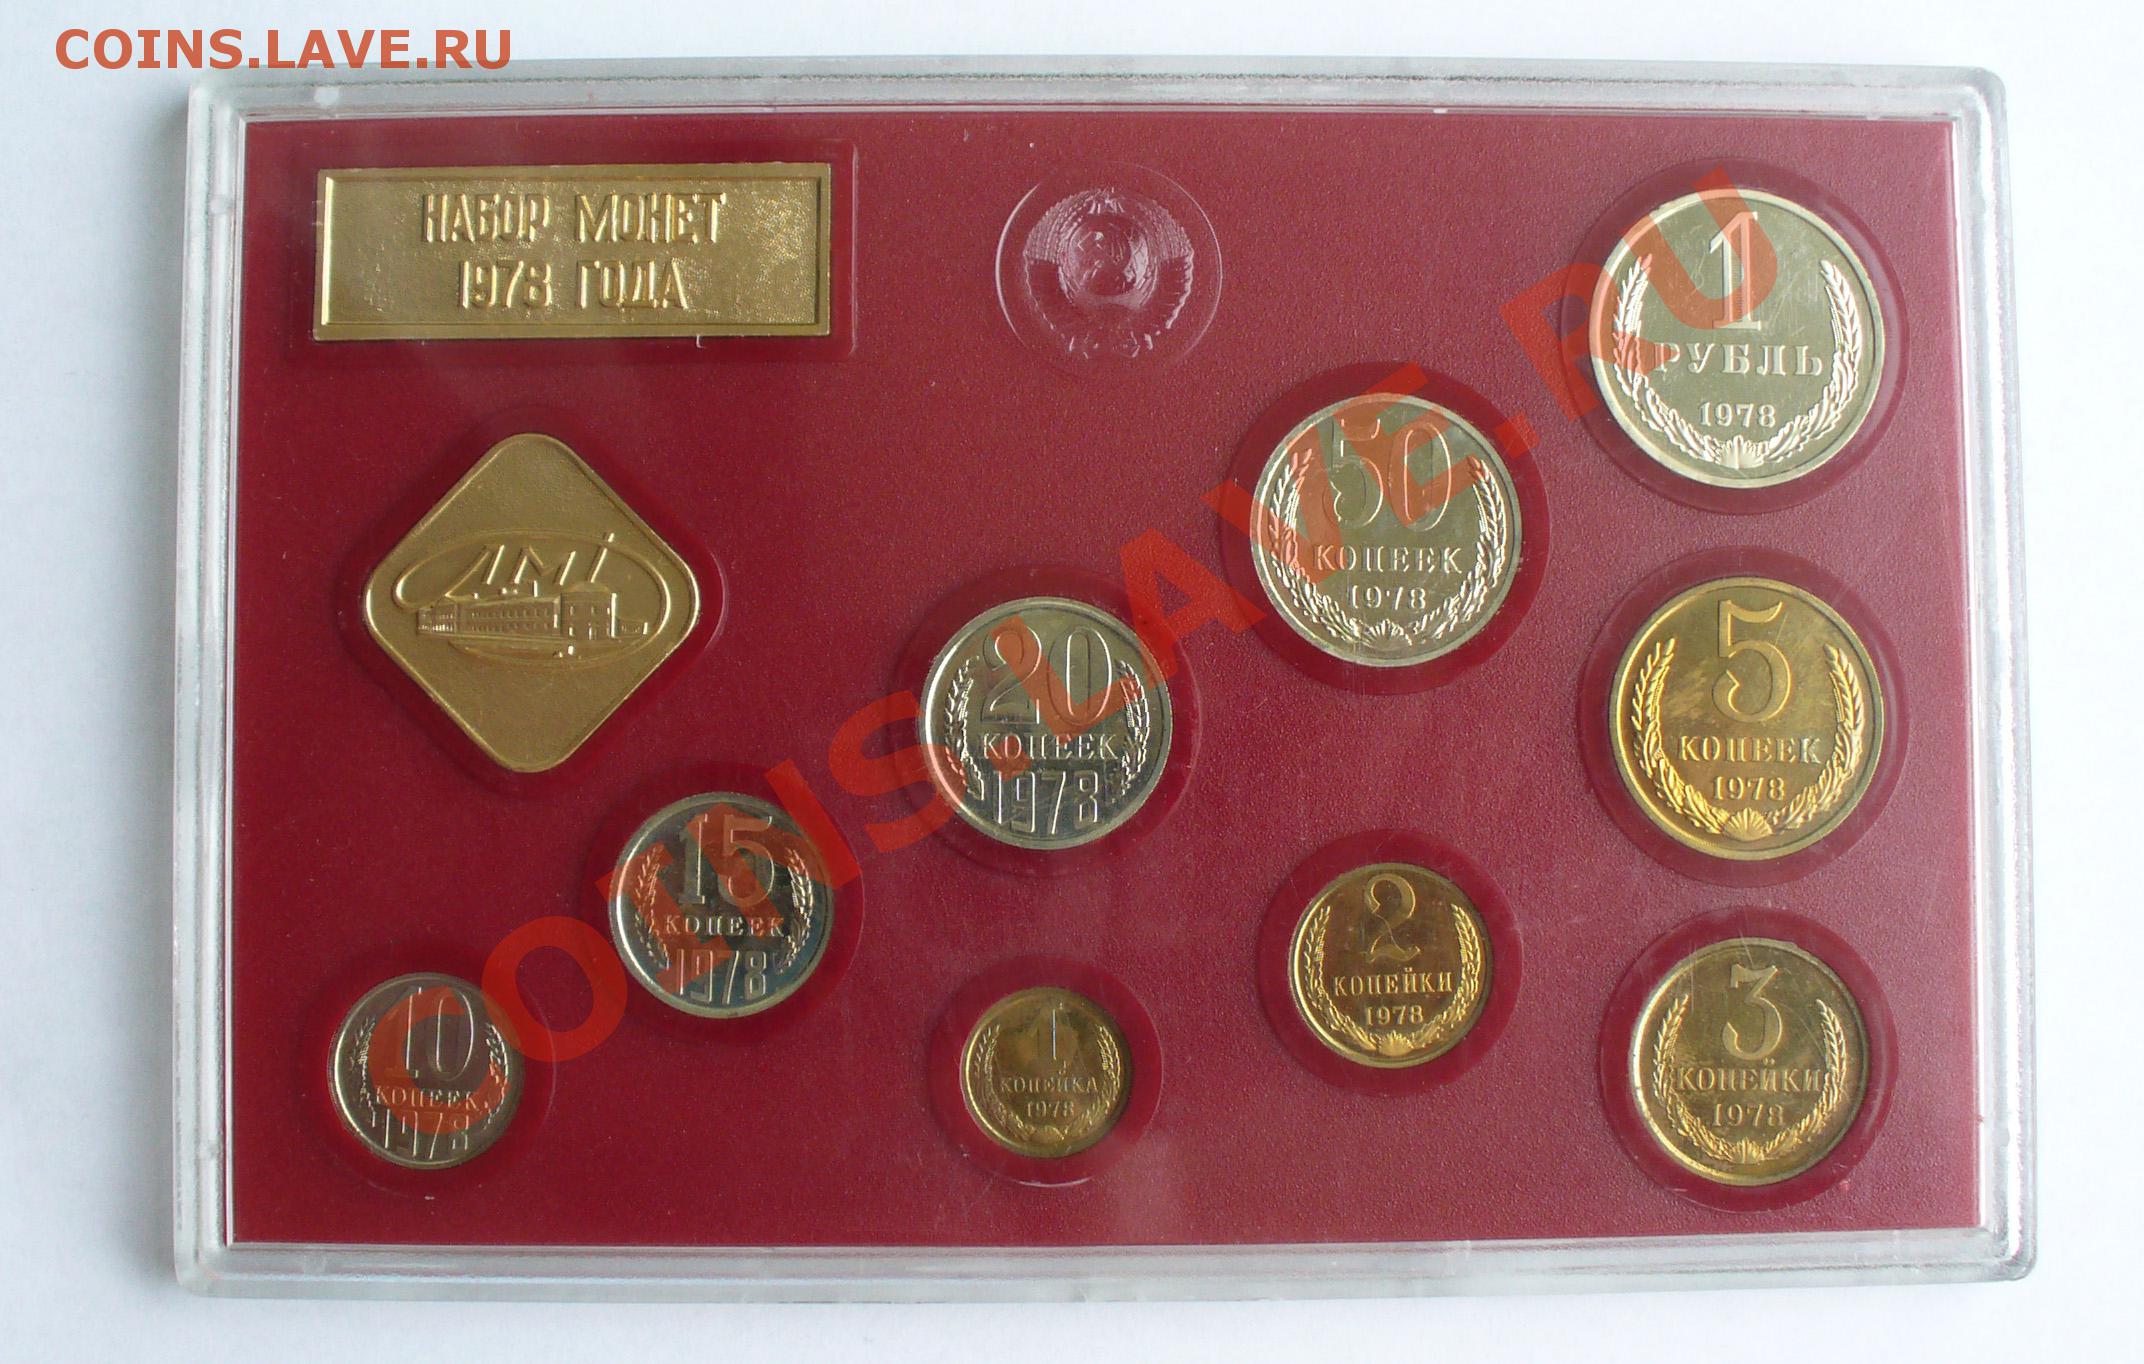 COINS.LAVE.RU
НАБОР МОНЕТ
1978 ГОДА
1
РУБЛЬ
1978
50
КОПЕЕК
1978
ЛМД
5
КОПЕЕК
1978
20
КОПЕЕК
1978
15
КОПЕЕК
1978
2
КОПЕЙКИ
1978
3
КОПЕЙКИ
1978
10
КОПЕЕК
1978
1
КОПЕЙКА
1978
COINS.LAVE.RU